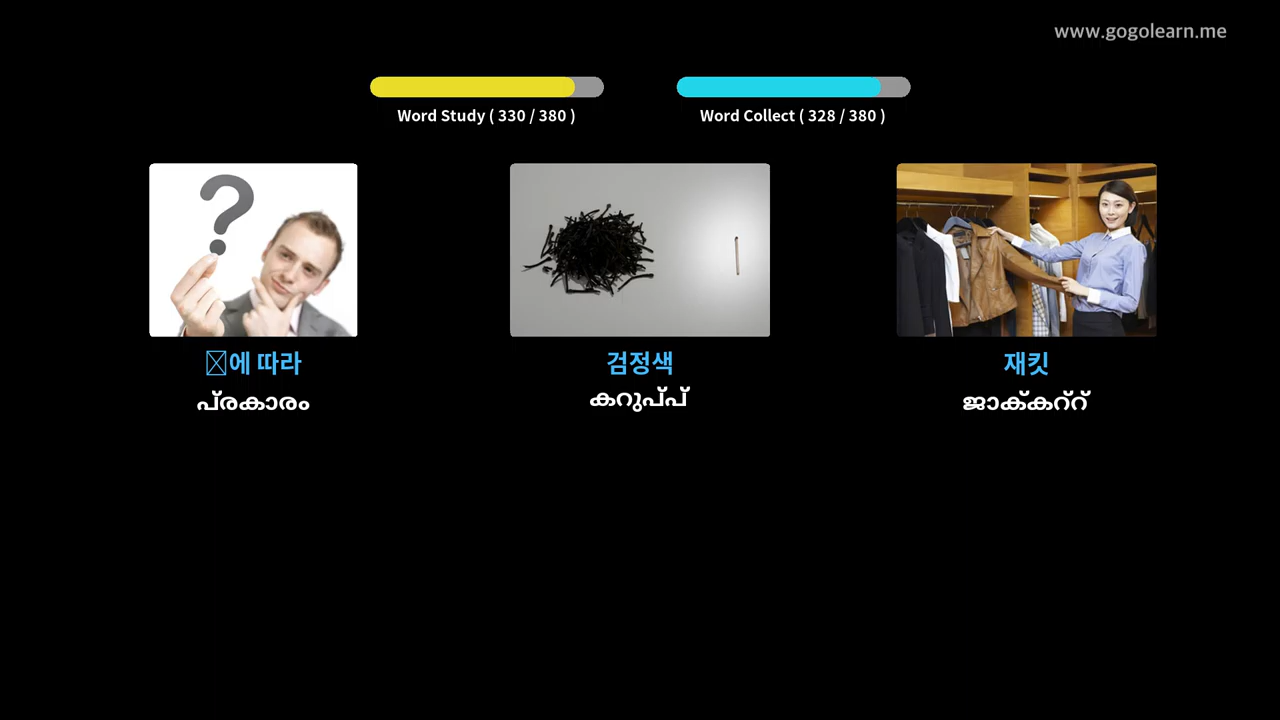 www.gogolearn.me
Word Study ( 330 / 380 )
Word Collect ( 328 / 380 )
에 따라
검정색
재킷
പ്രകാരം
കറുപ്പ്
ജാക്കറ്റ്